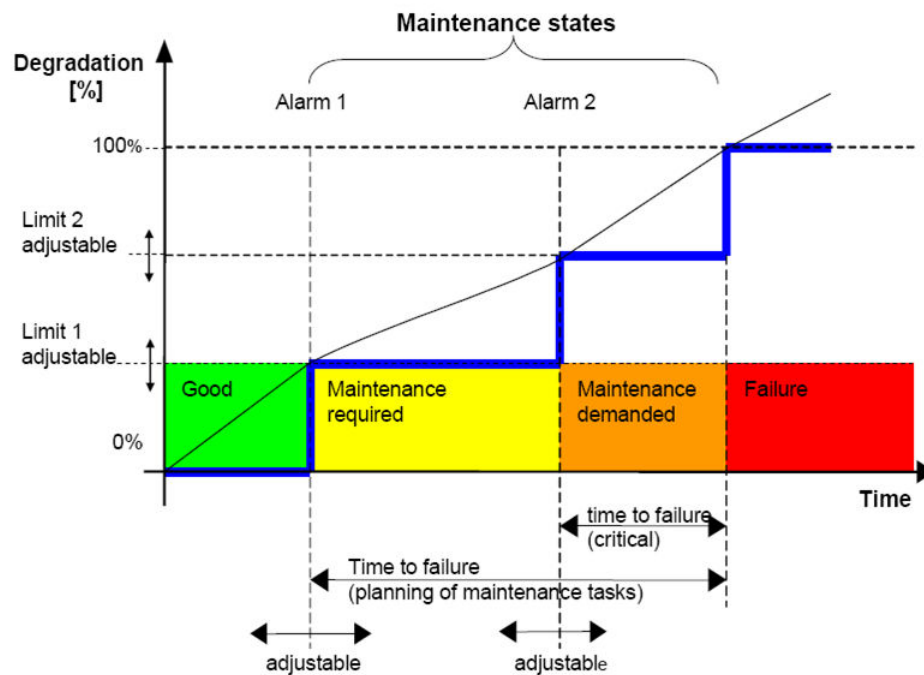 Maintenance states
Degradation
[%]
Alarm 1
Alarm 2
100%
Limit 2
adjustable
Limit 1
adjustable
Good
Maintenance
required
Maintenance
demanded
Failure
0%
Time
time to failure
(critical)
Time to failure
(planning of maintenance tasks)
adjustable
adjustable